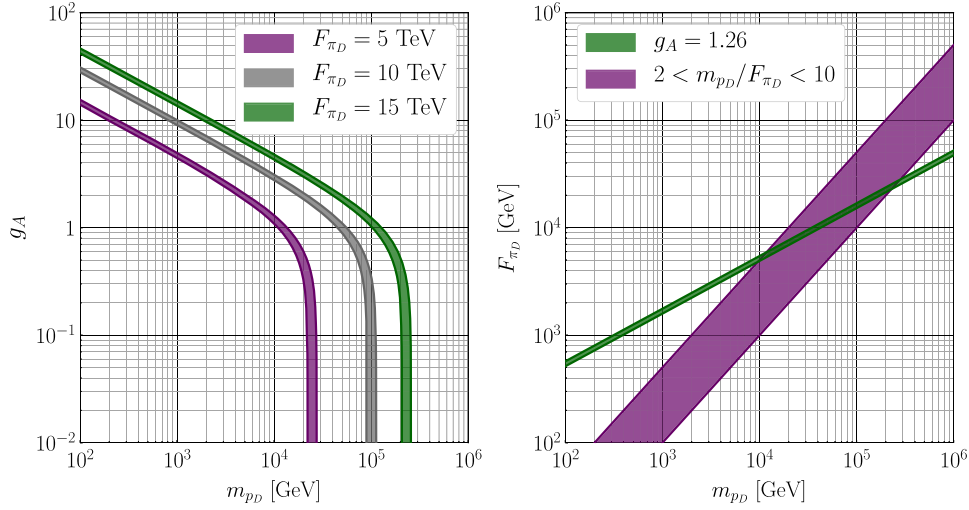 10^2
10
1
10^{-1}
10^{-2}
g_A
10^2
10^3
10^4
10^5
10^6
m_{p_D} [GeV]
F_{π_D} = 5 TeV
F_{π_D} = 10 TeV
F_{π_D} = 15 TeV
10^6
10^5
10^4
10^3
10^2
F_{π_D} [GeV]
10^2
10^3
10^4
10^5
10^6
m_{p_D} [GeV]
g_A = 1.26
2 < m_{p_D}/F_{π_D} < 10